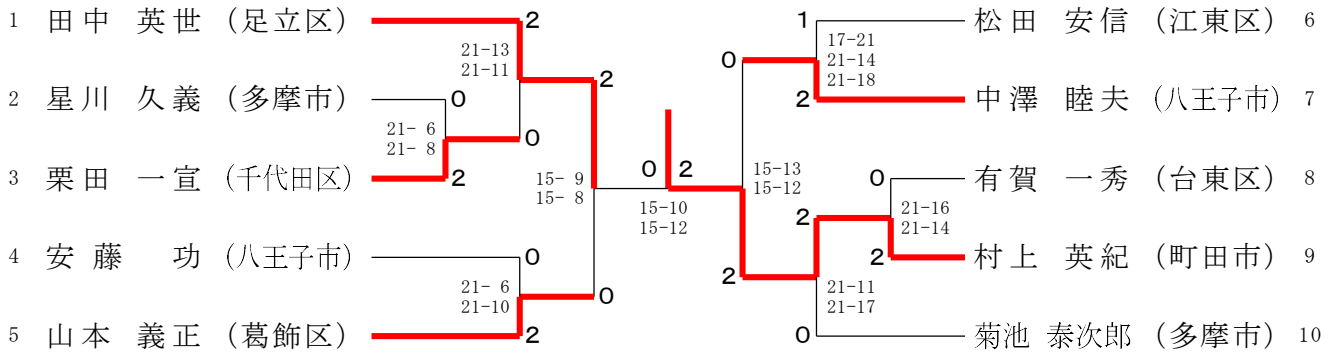 1 田中 英世 (足立区) 2 1 松田 安信 (江東区) 6
21-13 17-21
21-11 0 21-14
2 21-18
2 星川 久義 (多摩市) 0 2 中澤 睦夫 (八王子市) 7
21- 6
21- 8 0
3 栗田 一宣 (千代田区) 2 15- 9 0 2 15-13 0 有賀 一秀 (台東区) 8
15- 8 15-12
15-10 21-16
15-12 2 21-14
4 安藤 功 (八王子市) 0 2 村上 英紀 (町田市) 9
2
21- 6 21-11
21-10 0 21-17
5 山本 義正 (葛飾区) 2 0 菊池 泰次郎 (多摩市) 10